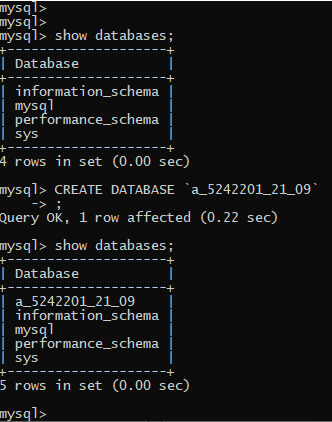 mysql>
mysql>
mysql> show databases;
+--------------------+
| Database           |
+--------------------+
| information_schema |
| mysql              |
| performance_schema |
| sys                |
+--------------------+
4 rows in set (0.00 sec)
mysql> CREATE DATABASE `a_5242201_21_09`
    -> ;
Query OK, 1 row affected (0.22 sec)
mysql> show databases;
+--------------------+
| Database           |
+--------------------+
| a_5242201_21_09    |
| information_schema |
| mysql              |
| performance_schema |
| sys                |
+--------------------+
5 rows in set (0.00 sec)
mysql>